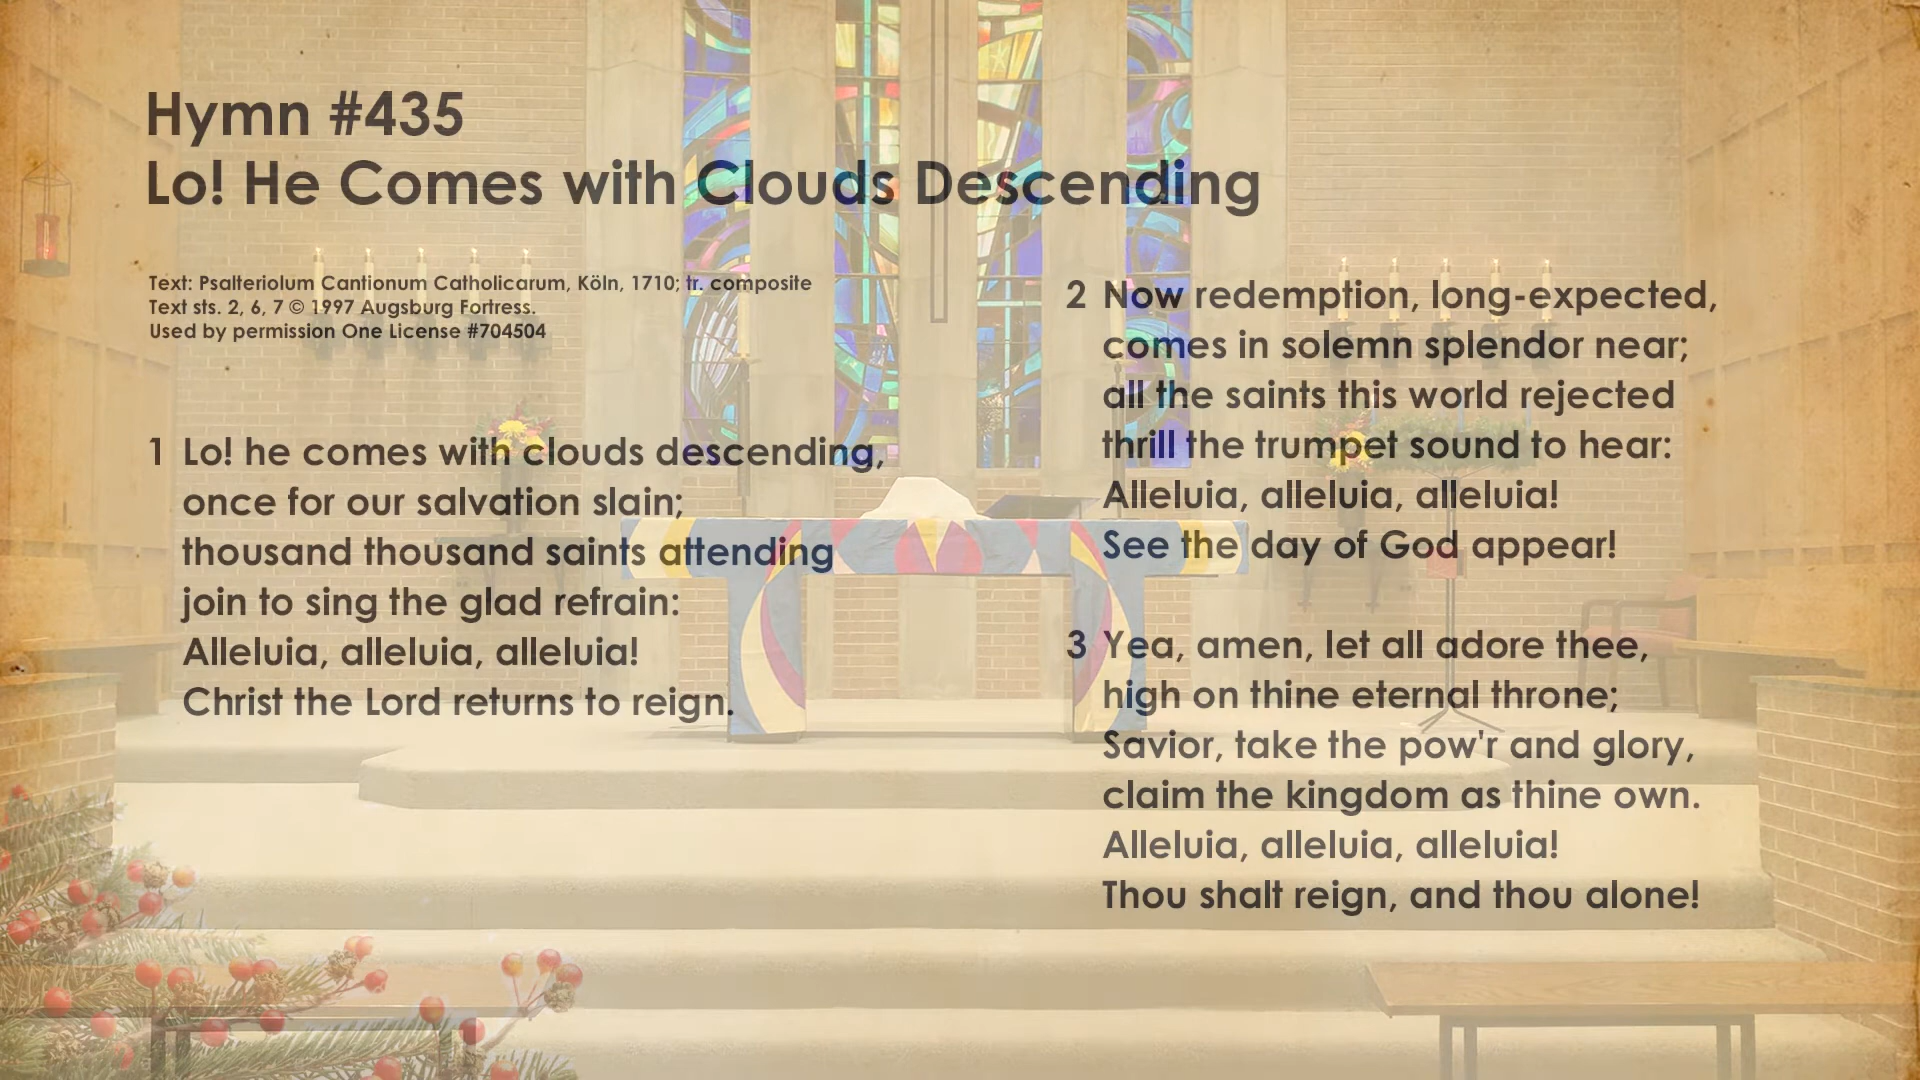 Hymn #435
Lo! He Comes with Clouds Descending
Text: Psalteriolum Cantionum Catholicarum, Köln, 1710; tr. composite
Text sts. 2, 6, 7 © 1997 Augsburg Fortress.
Used by permission One License #704504
1 Lo! he comes with clouds descending,
once for our salvation slain;
thousand thousand saints attending
join to sing the glad refrain:
Alleluia, alleluia, alleluia!
Christ the Lord returns to reign.
2 Now redemption, long-expected,
comes in solemn splendor near;
all the saints this world rejected
thrill the trumpet sound to hear:
Alleluia, alleluia, alleluia!
See the day of God appear!
3 Yea, amen, let all adore thee,
high on thine eternal throne;
Savior, take the pow'r and glory,
claim the kingdom as thine own.
Alleluia, alleluia, alleluia!
Thou shalt reign, and thou alone!